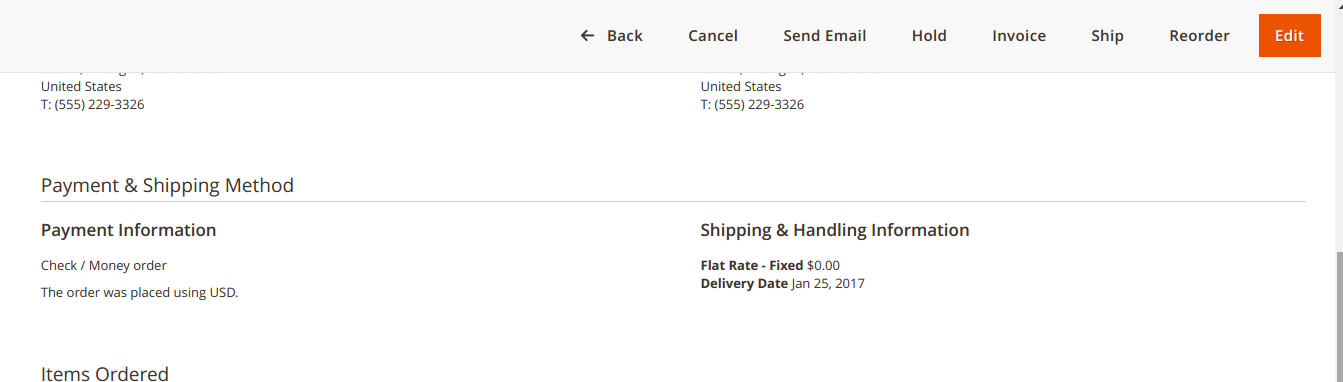 Back Cancel Send Email Hold Invoice Ship Reorder Edit
United States
T: (555) 229-3326
United States
T: (555) 229-3326
Payment & Shipping Method
Payment Information
Check / Money order
The order was placed using USD.
Shipping & Handling Information
Flat Rate - Fixed $0.00
Delivery Date Jan 25, 2017
Items Ordered